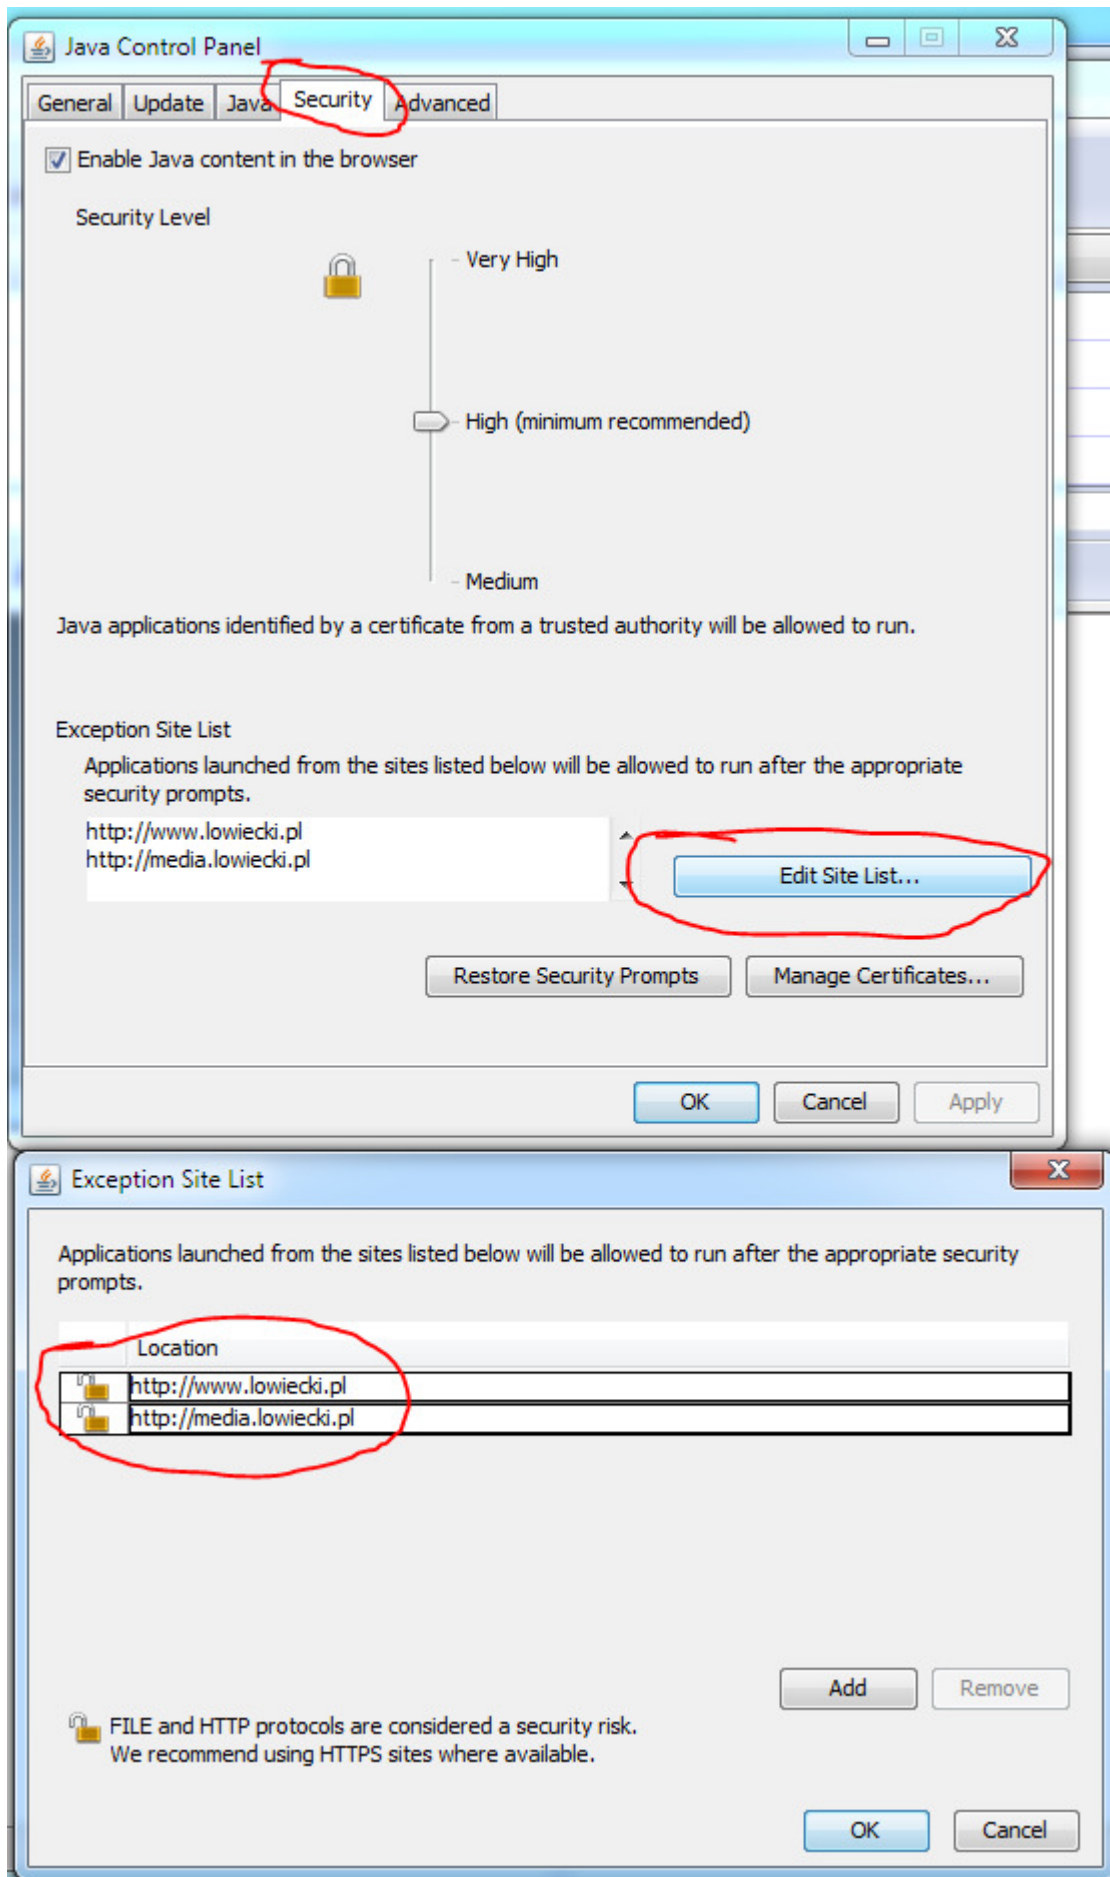 Java Control Panel
General Update Java Security Advanced
Enable Java content in the browser
Security Level
Very High
High (minimum recommended)
Medium
Java applications identified by a certificate from a trusted authority will be allowed to run.
Exception Site List
Applications launched from the sites listed below will be allowed to run after the appropriate
security prompts.
http://www.lowiecki.pl
http://media.lowiecki.pl
Edit Site List...
Restore Security Prompts Manage Certificates...
OK Cancel Apply
Exception Site List
Applications launched from the sites listed below will be allowed to run after the appropriate security
prompts.
Location
http://www.lowiecki.pl
http://media.lowiecki.pl
Add Remove
FILE and HTTP protocols are considered a security risk.
We recommend using HTTPS sites where available.
OK Cancel